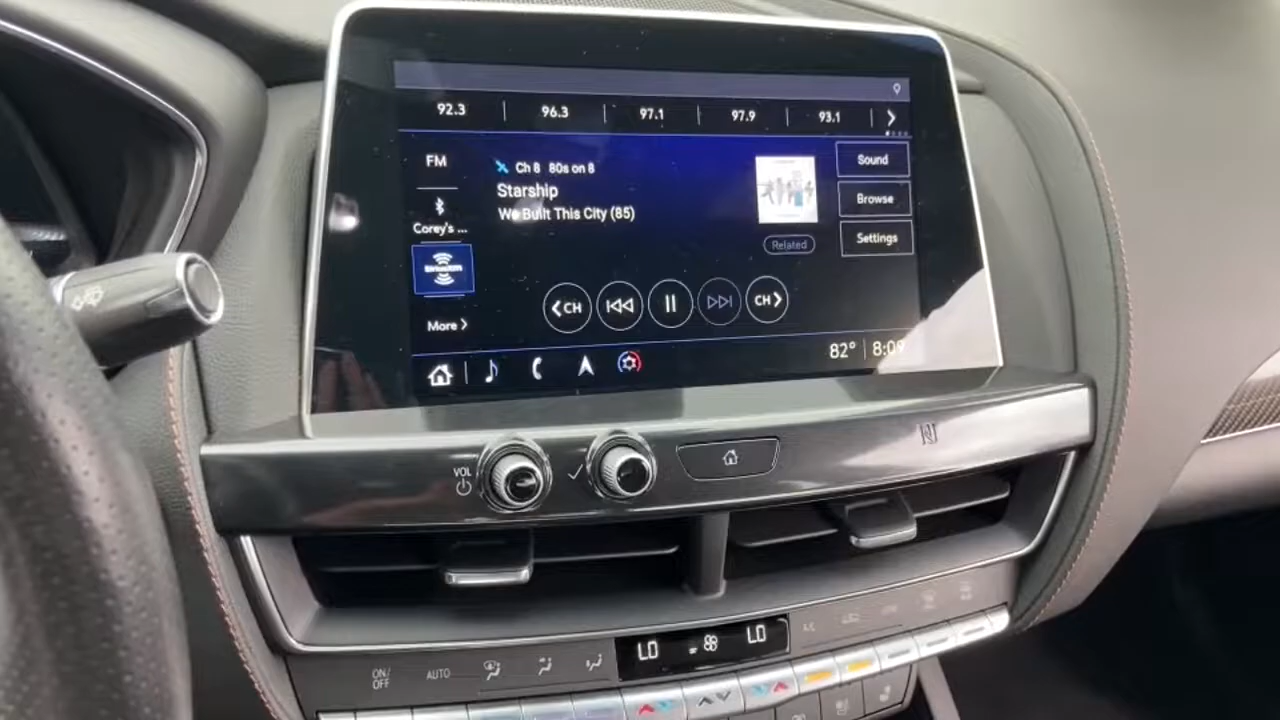 92.3 96.3 97.1 97.9 93.1
FM
Ch 8 80s on 8
Sound
Starship
Browse
Corey's ...
We Built This City (85)
Related
Settings
SiriusXM
CH CH
More
82° 8:09
VOL
LO LO
ON/OFF
AUTO
A/C